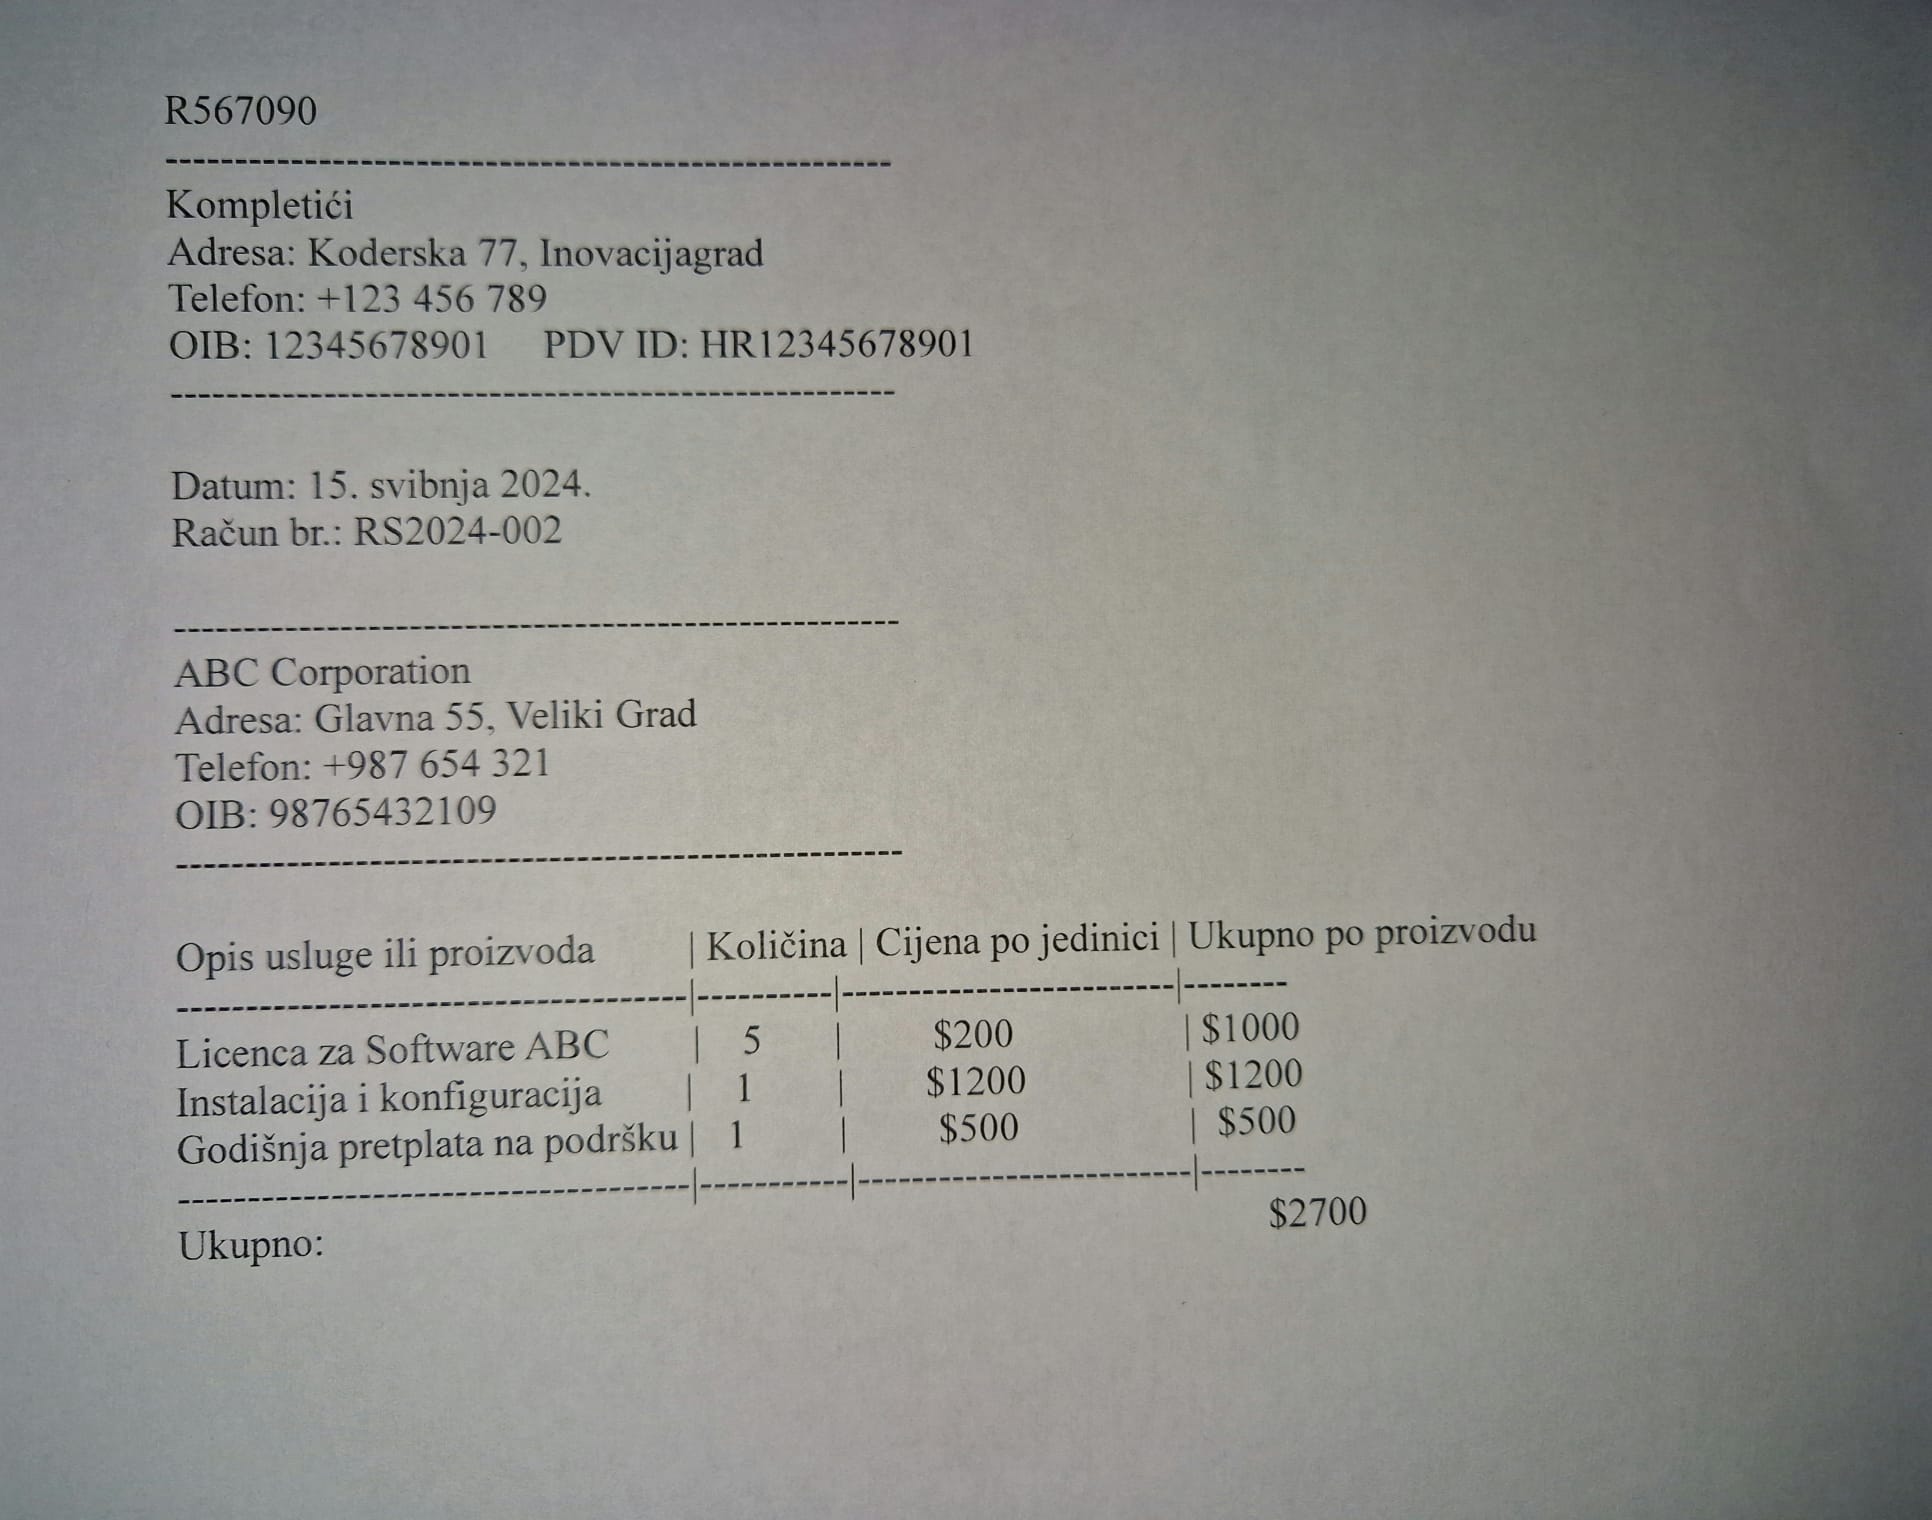 R567090
-----------------------------------------------------
Kompletići
Adresa: Koderska 77, Inovacijagrad
Telefon: +123 456 789
OIB: 12345678901 PDV ID: HR12345678901
-----------------------------------------------------
Datum: 15. svibnja 2024.
Račun br.: RS2024-002
-----------------------------------------------------
ABC Corporation
Adresa: Glavna 55, Veliki Grad
Telefon: +987 654 321
OIB: 98765432109
-----------------------------------------------------
Opis usluge ili proizvoda | Količina | Cijena po jedinici | Ukupno po proizvodu
-------------------------------------|----------|------------------------|--------
Licenca za Software ABC | 5 | $200 | $1000
Instalacija i konfiguracija | 1 | $1200 | $1200
Godišnja pretplata na podršku | 1 | $500 | $500
-------------------------------------|----------|------------------------|--------
Ukupno: $2700